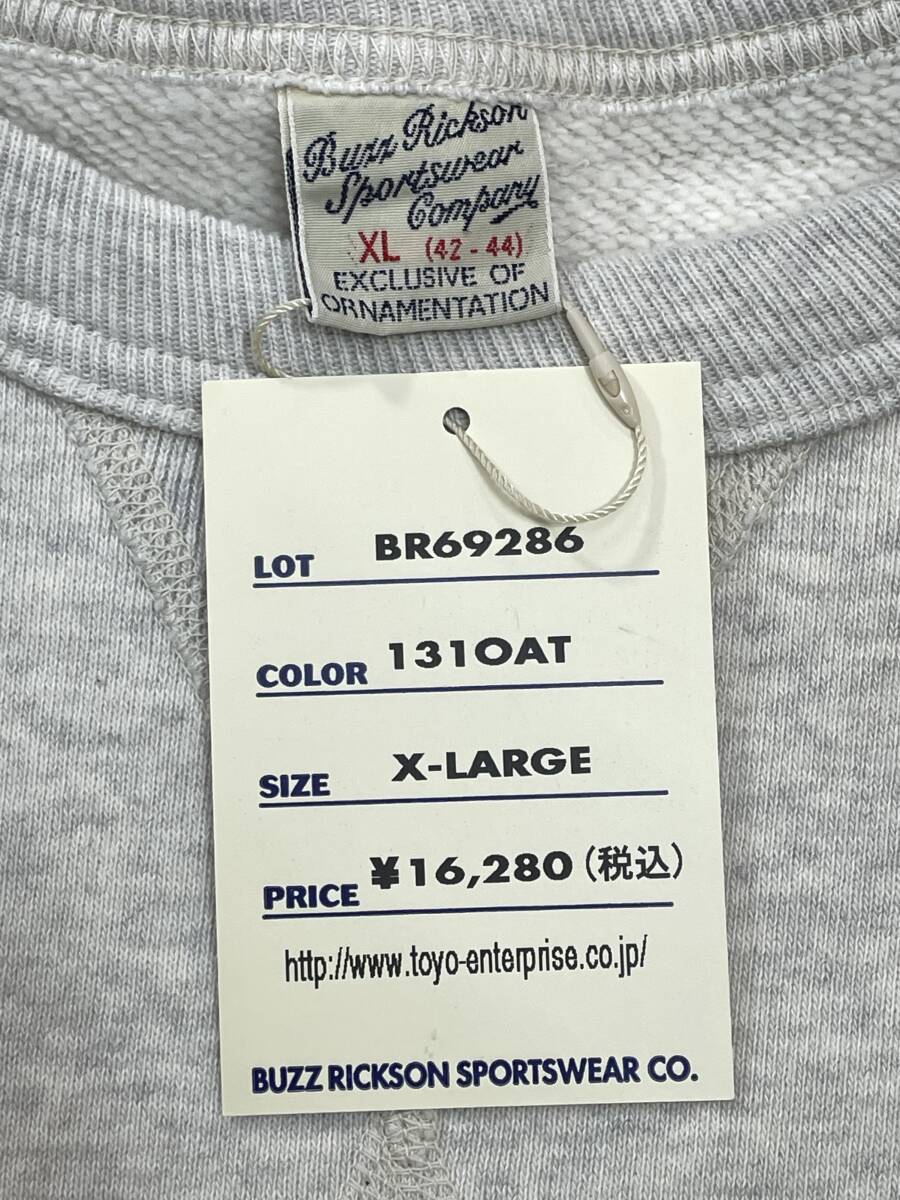 Buzz Rickson
Sportswear
Company
XL (42-44)
EXCLUSIVE OF
ORNAMENTATION
LOT BR69286
COLOR 131OAT
SIZE X-LARGE
PRICE ¥16,280(税込)
http://www.toyo-enterprise.co.jp/
BUZZ RICKSON SPORTSWEAR CO.